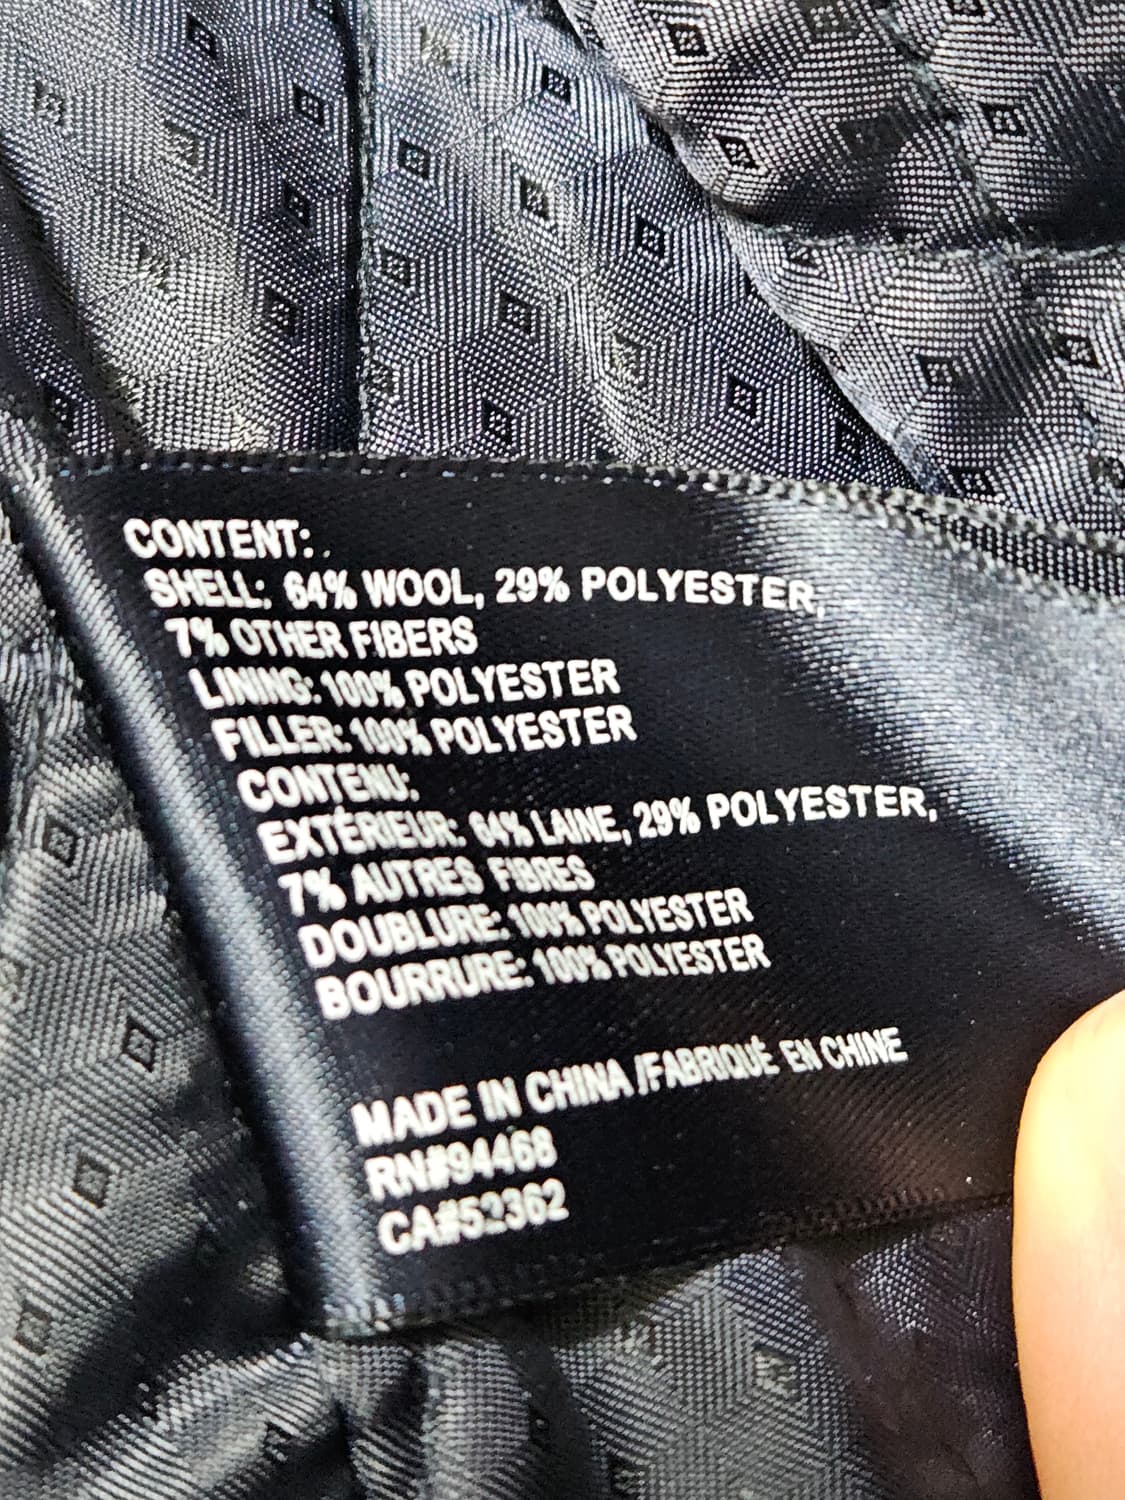 CONTENT:
SHELL: 64% WOOL, 29% POLYESTER,
7% OTHER FIBERS
LINING: 100% POLYESTER
FILLER: 100% POLYESTER
CONTENU:
EXTÉRIEUR: 64% LAINE, 29% POLYESTER,
7% AUTRES FIBRES
DOUBLURE: 100% POLYESTER
BOURRURE: 100% POLYESTER
MADE IN CHINA /FABRIQUÉ EN CHINE
RN#94468
CA#52362